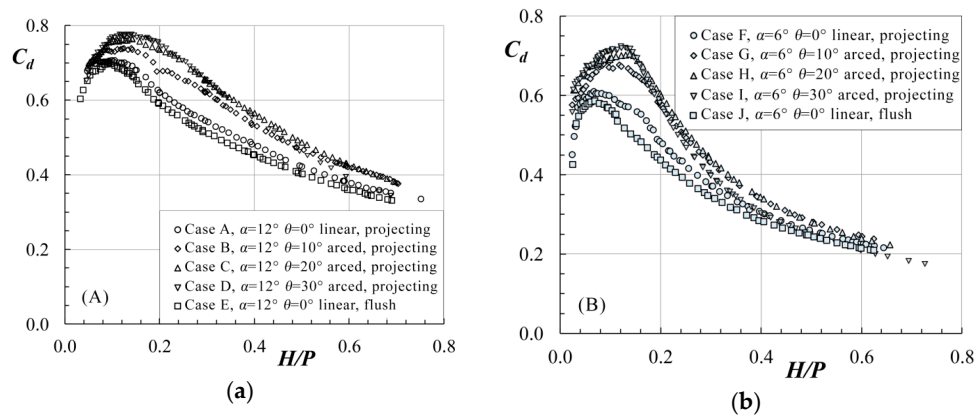 0.8
C_d
0.6
0.4
0.2
0.0
Case A, α=12° θ=0° linear, projecting
Case B, α=12° θ=10° arced, projecting
Case C, α=12° θ=20° arced, projecting
Case D, α=12° θ=30° arced, projecting
Case E, α=12° θ=0° linear, flush
(A)
0.0 0.2 0.4 0.6 0.8
H/P
(a)
0.8
C_d
0.6
0.4
0.2
0.0
Case F, α=6° θ=0° linear, projecting
Case G, α=6° θ=10° arced, projecting
Case H, α=6° θ=20° arced, projecting
Case I, α=6° θ=30° arced, projecting
Case J, α=6° θ=0° linear, flush
(B)
0.0 0.2 0.4 0.6 0.8
H/P
(b)